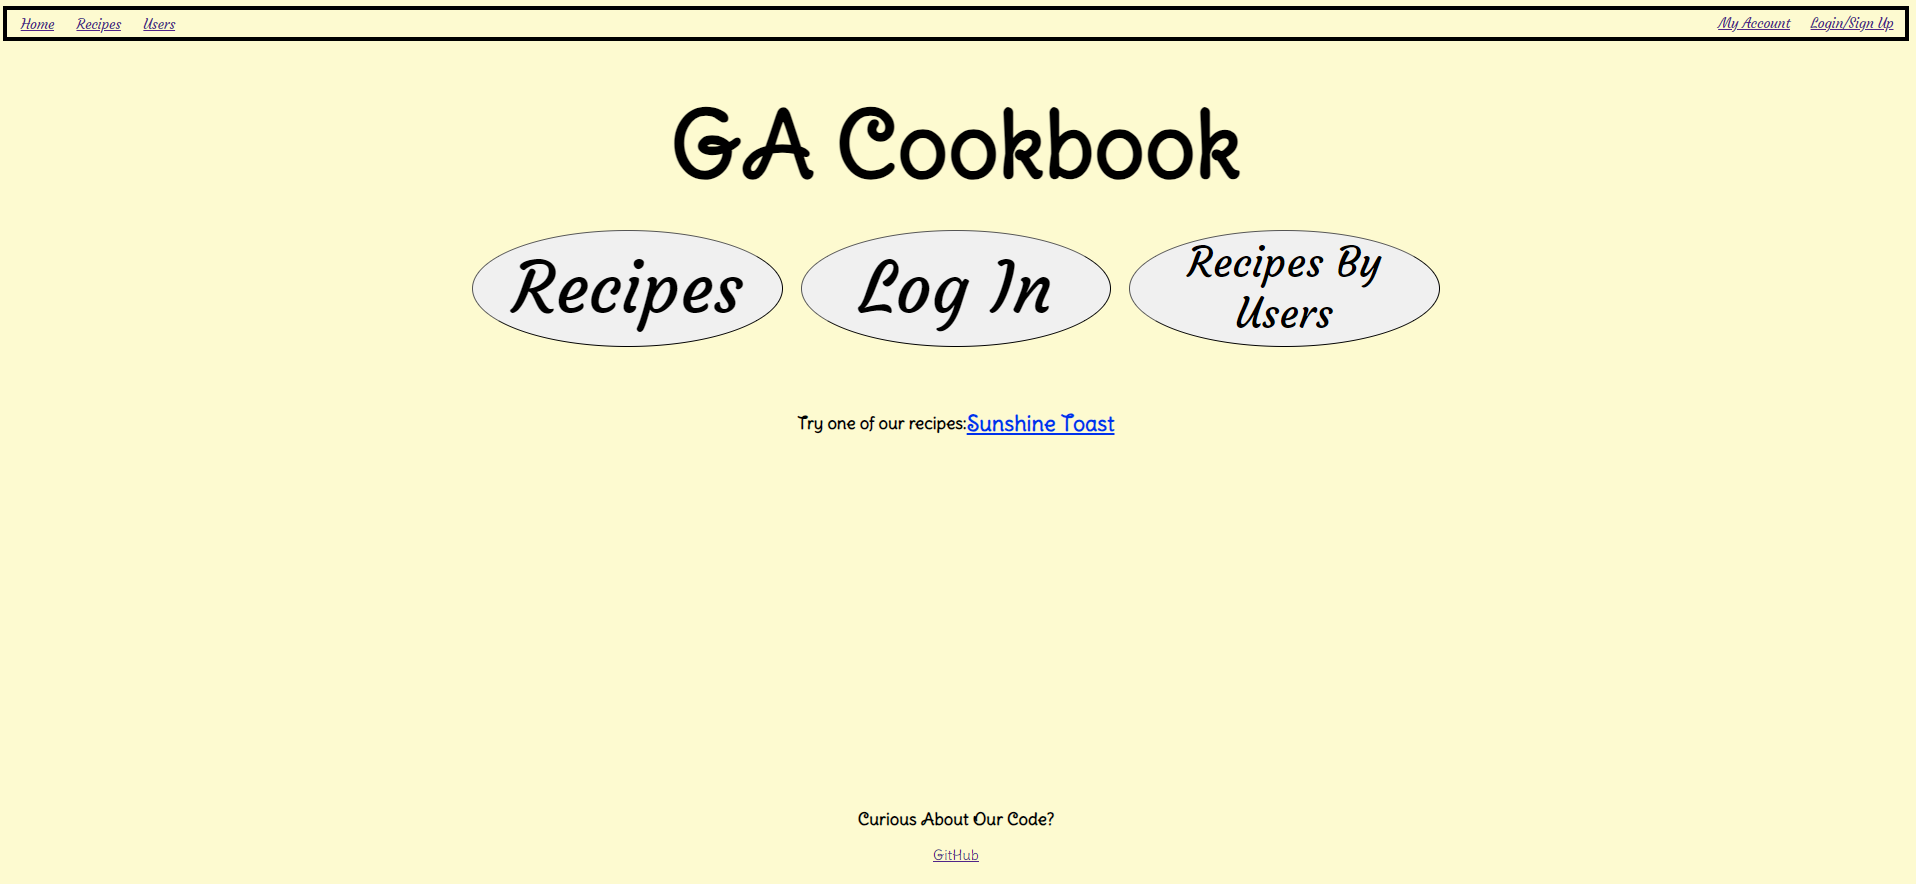 Home Recipes Users My Account Login/Sign Up
GA Cookbook
Recipes
Log In
Recipes By
Users
Try one of our recipes:Sunshine Toast
Curious About Our Code?
GitHub